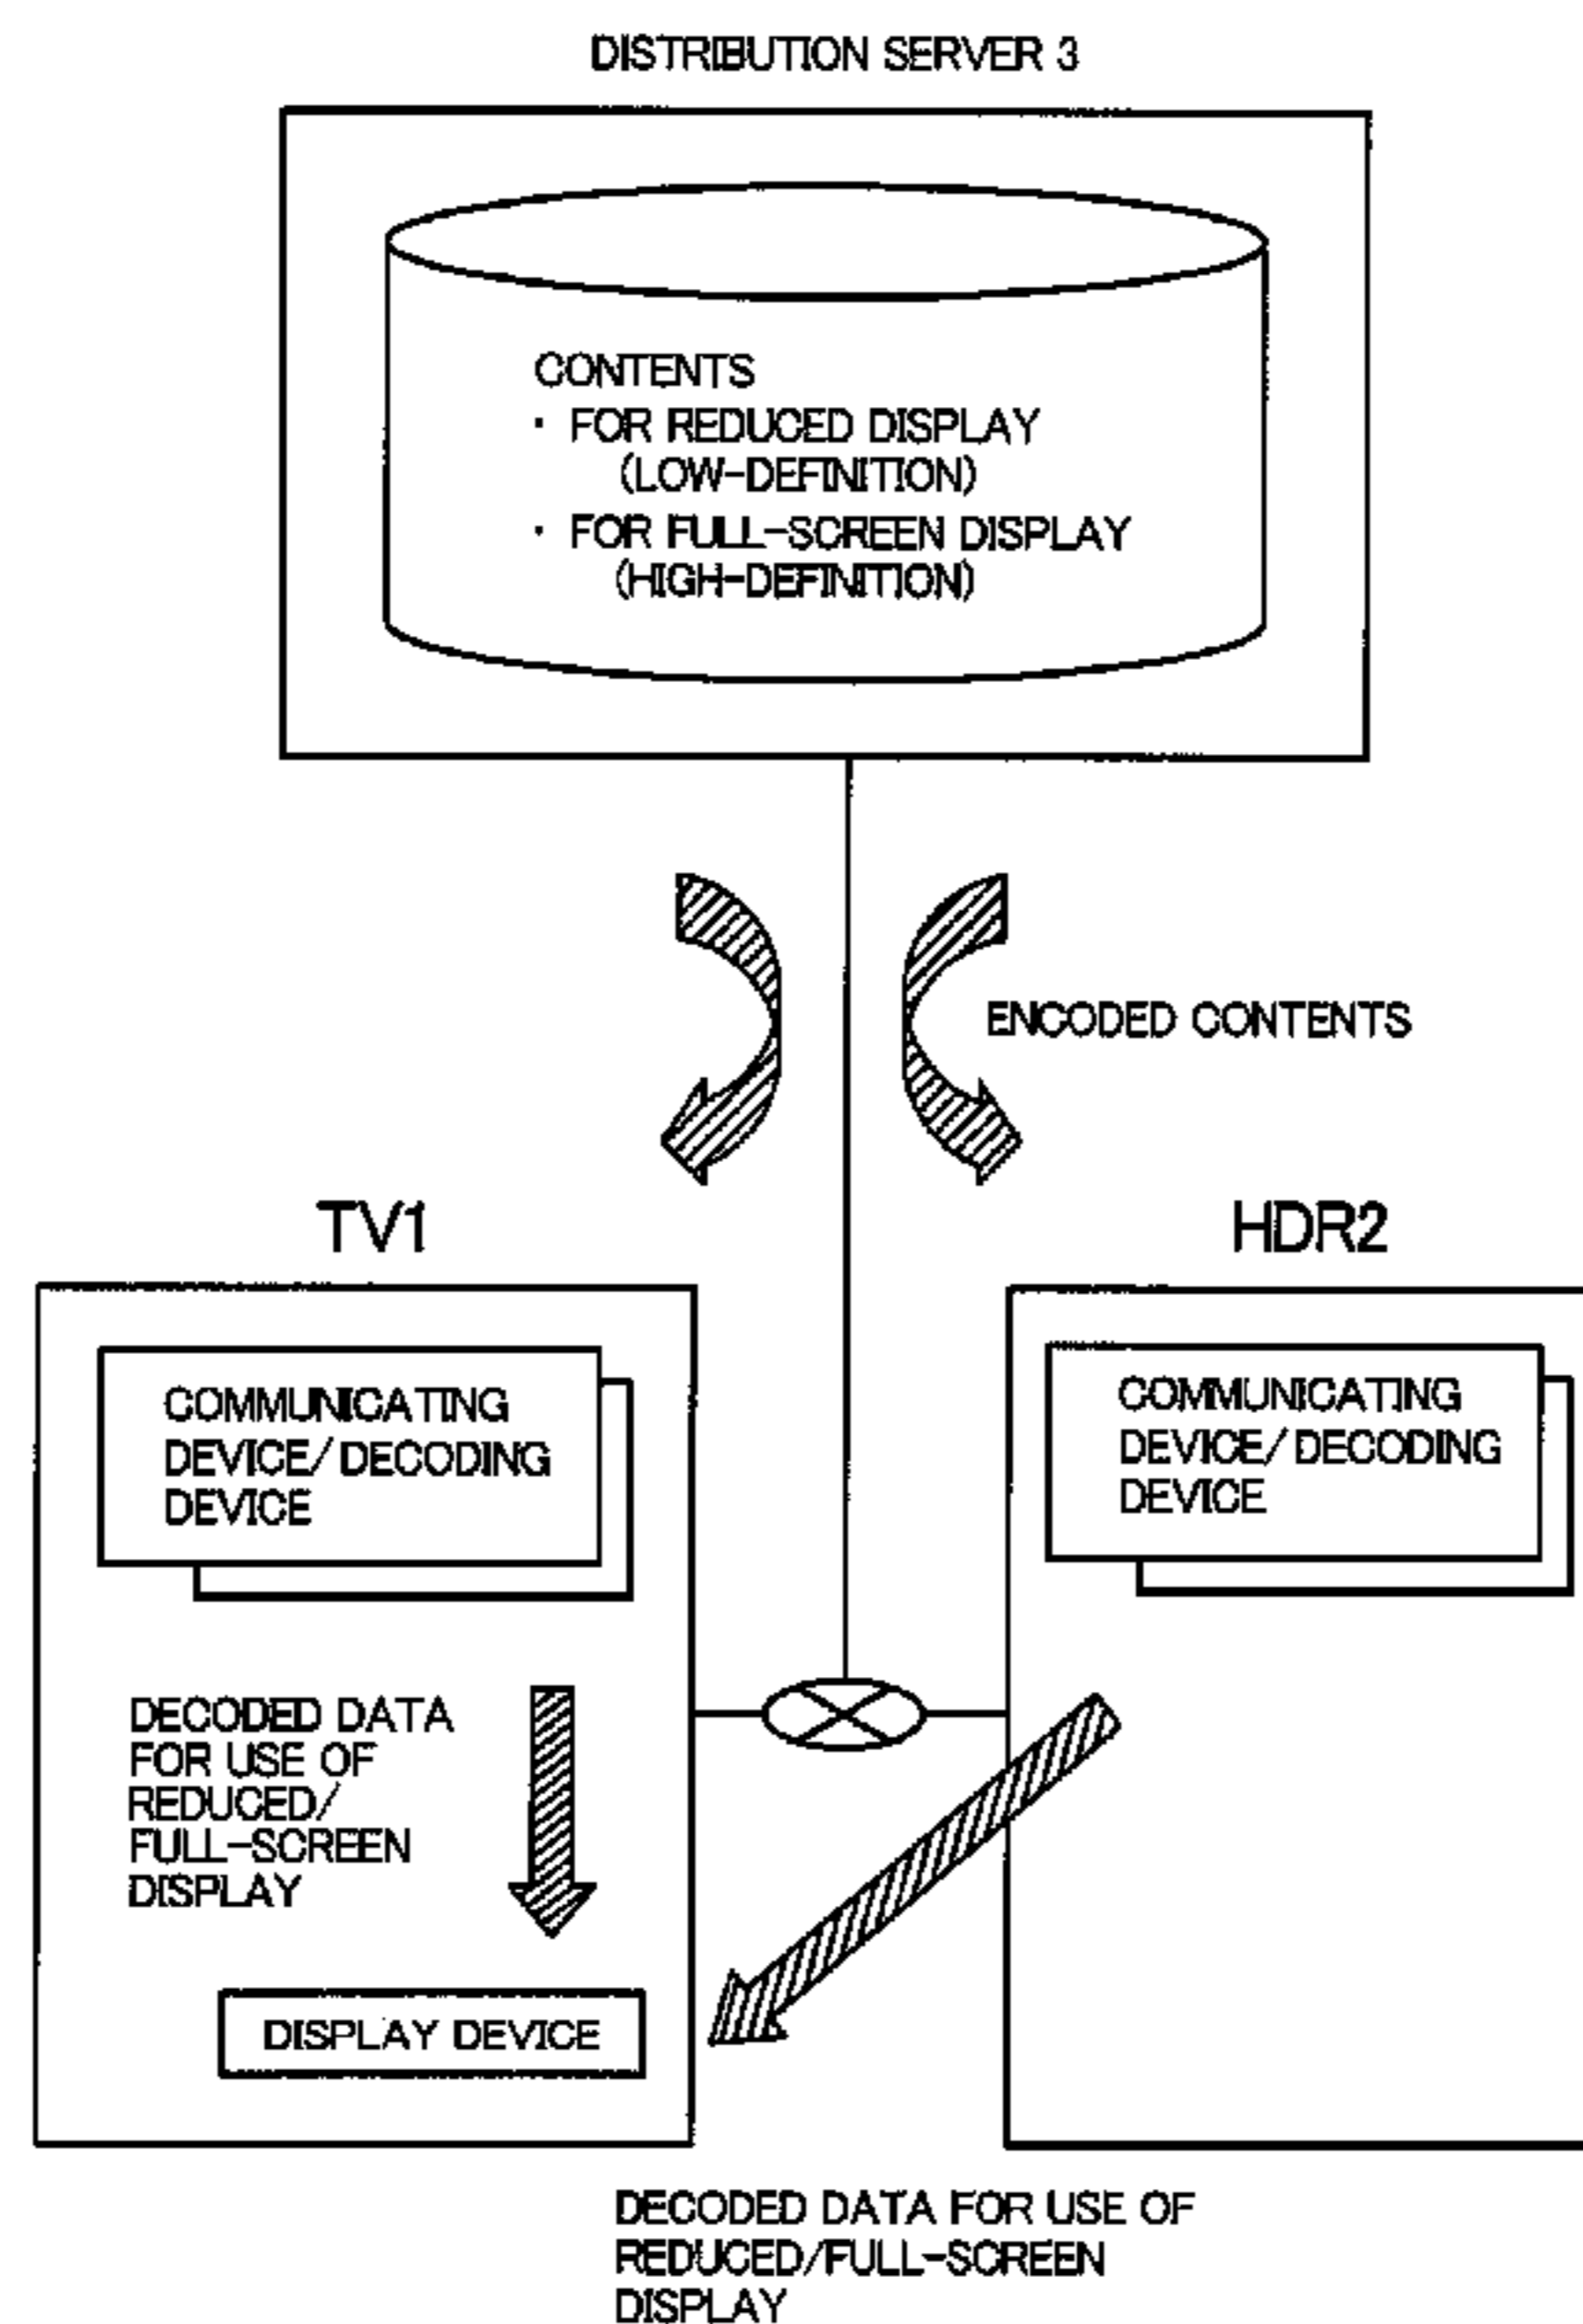 DISTRIBUTION SERVER 3
CONTENTS
・ FOR REDUCED DISPLAY
(LOW-DEFINITION)
・ FOR FULL-SCREEN DISPLAY
(HIGH-DEFINITION)
ENCODED CONTENTS
TV1
HDR2
COMMUNICATING
DEVICE/DECODING
DEVICE
COMMUNICATING
DEVICE/DECODING
DEVICE
DECODED DATA
FOR USE OF
REDUCED/
FULL-SCREEN
DISPLAY
DISPLAY DEVICE
DECODED DATA FOR USE OF
REDUCED/FULL-SCREEN
DISPLAY